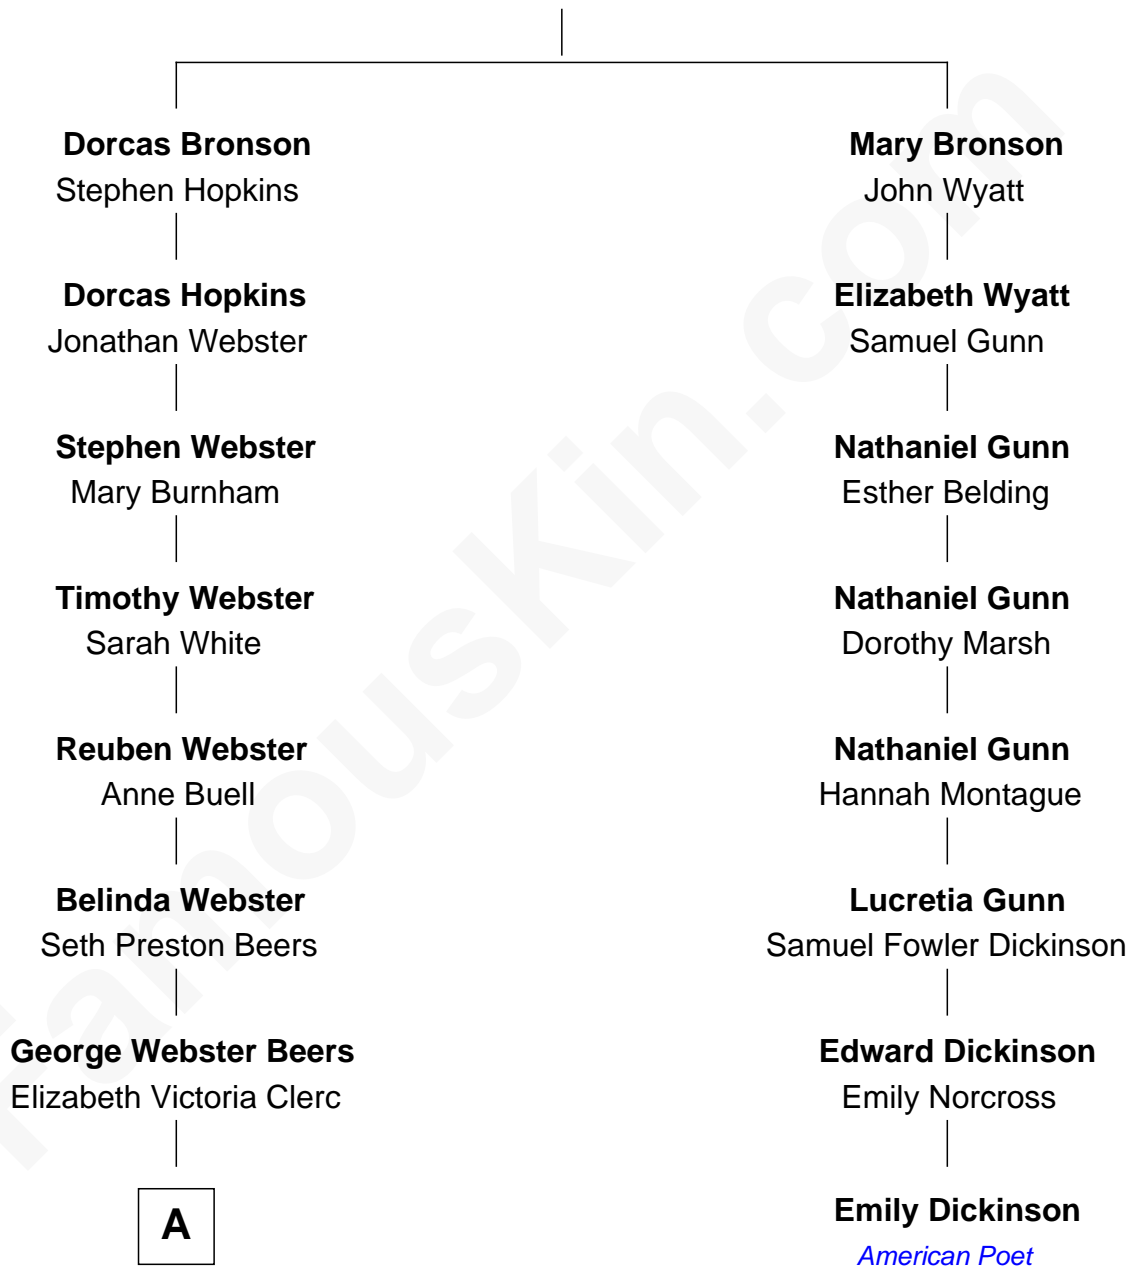 Dorcas Bronson
Stephen Hopkins
Dorcas Hopkins
Jonathan Webster
Stephen Webster
Mary Burnham
Timothy Webster
Sarah White
Reuben Webster
Anne Buell
Belinda Webster
Seth Preston Beers
George Webster Beers
Elizabeth Victoria Clerc
A
Mary Bronson
John Wyatt
Elizabeth Wyatt
Samuel Gunn
Nathaniel Gunn
Esther Belding
Nathaniel Gunn
Dorothy Marsh
Nathaniel Gunn
Hannah Montague
Lucretia Gunn
Samuel Fowler Dickinson
Edward Dickinson
Emily Norcross
Emily Dickinson
American Poet
FamousKin.com